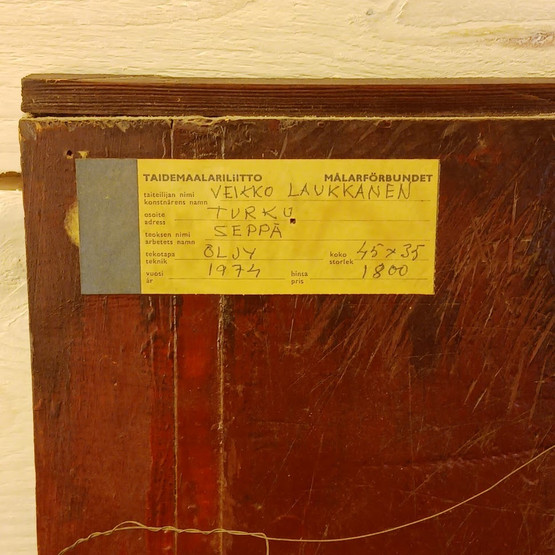 TAIDEMAALARILIITTO MÅLARFÖRBUNDET
taiteilijan nimi VEIKKO LAUKKANEN
konstnärens namn
osoite TURKU
adress
teoksen nimi SEPPÄ
arbetets namn
tekotapa ÖLJY koko 45×35
teknik storlek
vuosi 1974 hinta 1800
år pris